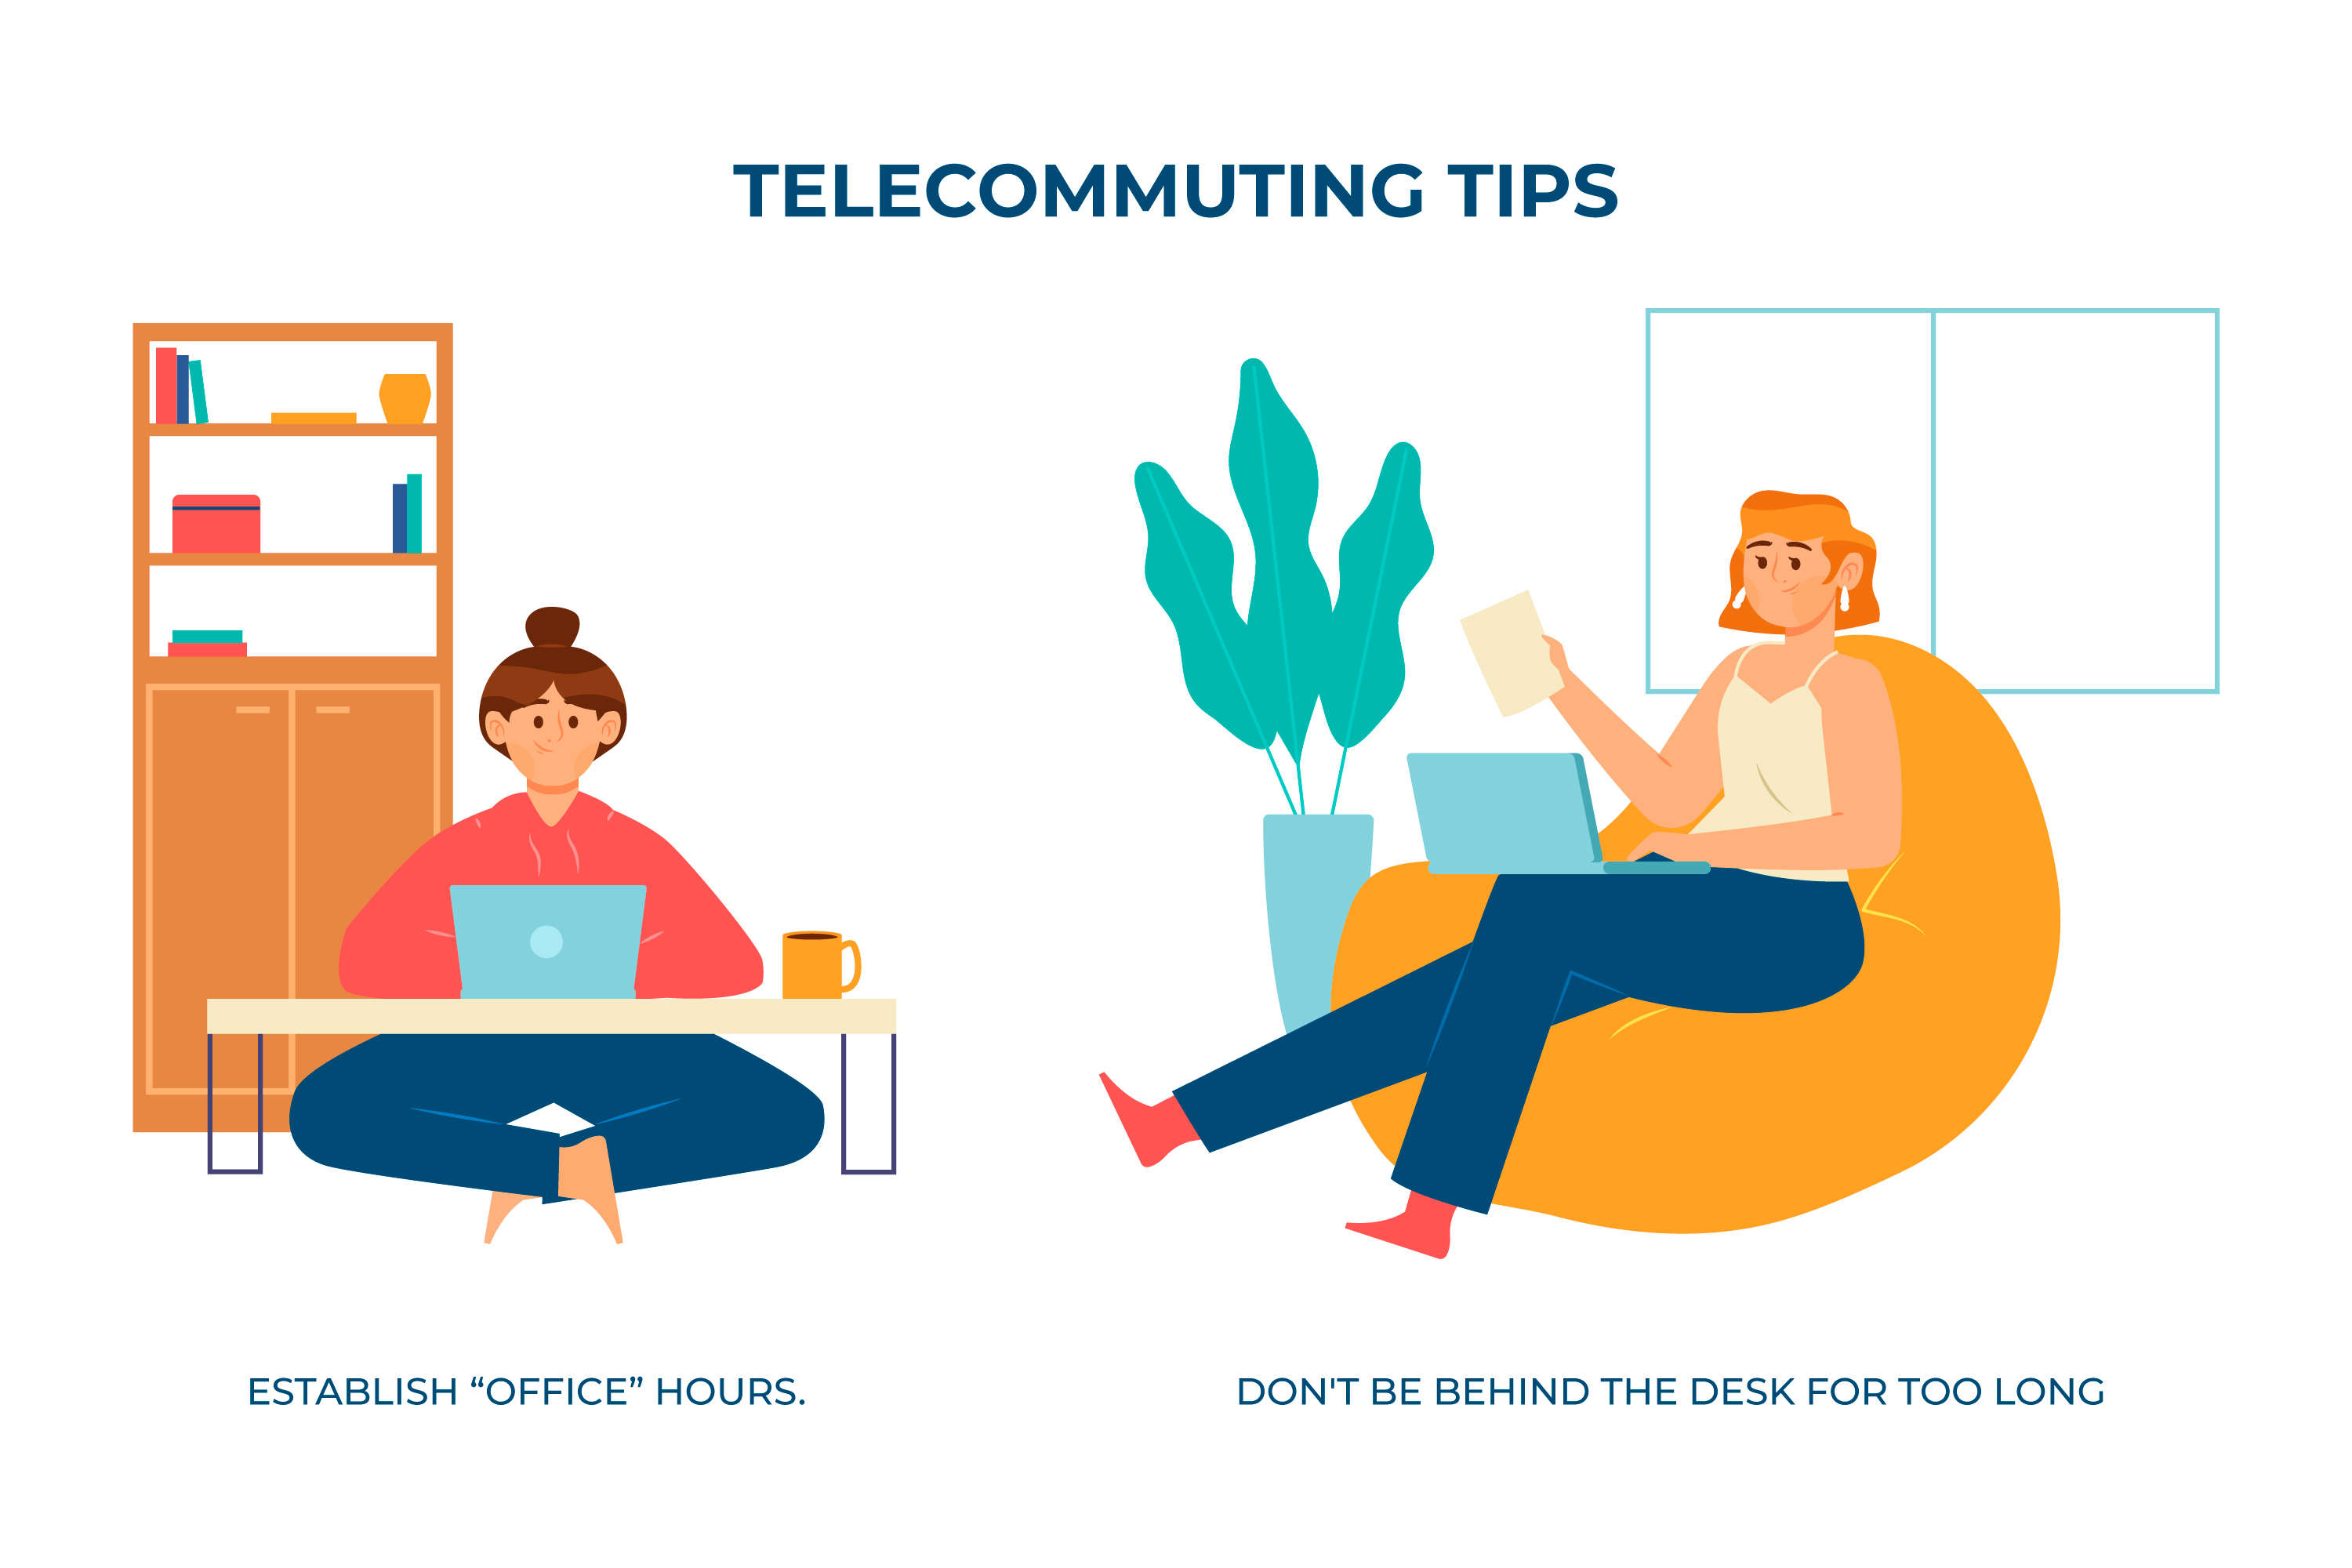 TELECOMMUTING TIPS
ESTABLISH “OFFICE” HOURS.
DON'T BE BEHIND THE DESK FOR TOO LONG